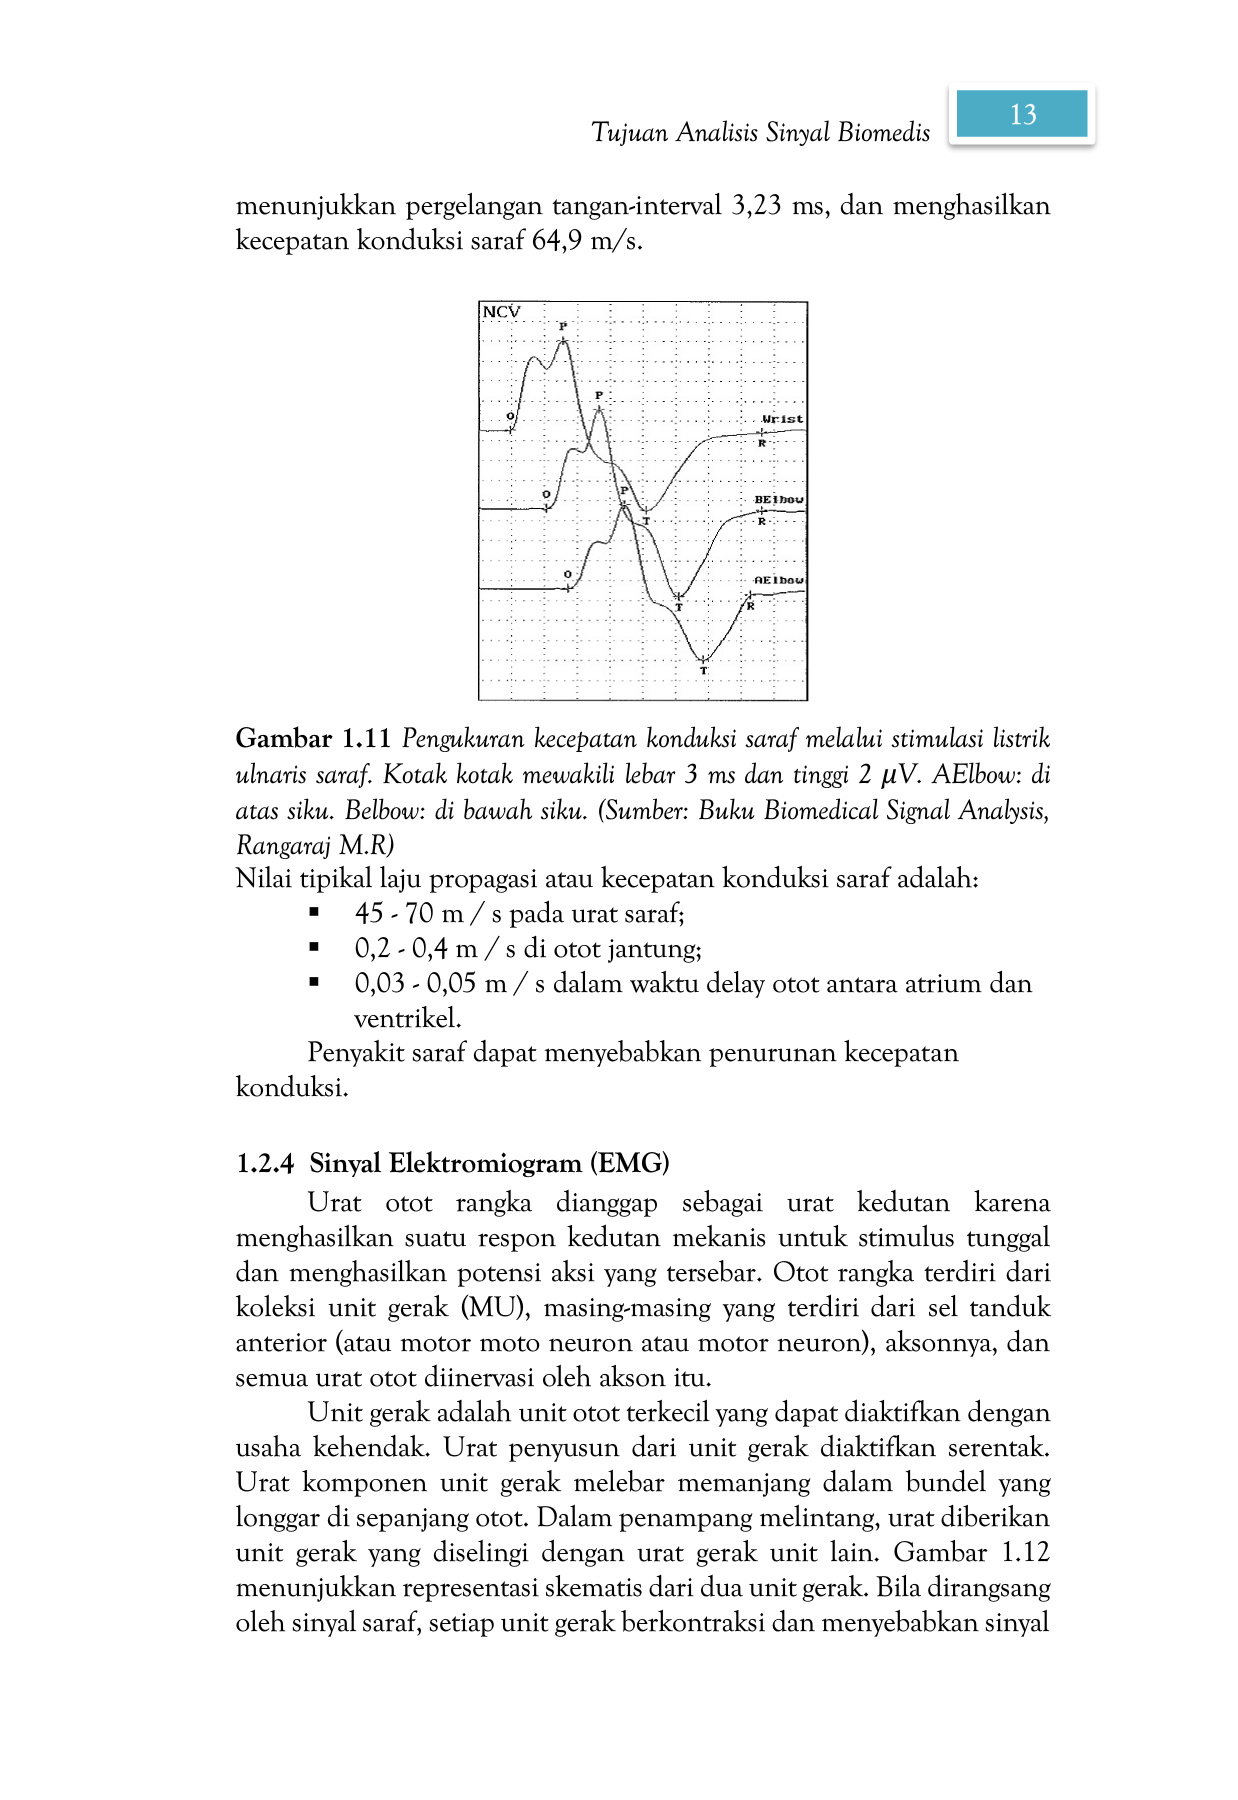 Tujuan Analisis Sinyal Biomedis
13
menunjukkan pergelangan tangan-interval 3,23 ms, dan menghasilkan
kecepatan konduksi saraf 64,9 m/s.
NCV
P
O
P
Wrist
R
O
P
T
BElbow
R
O
AElbow
T
R
T
Gambar 1.11 Pengukuran kecepatan konduksi saraf melalui stimulasi listrik
ulnaris saraf. Kotak kotak mewakili lebar 3 ms dan tinggi 2 µV. AElbow: di
atas siku. Belbow: di bawah siku. (Sumber: Buku Biomedical Signal Analysis,
Rangaraj M.R)
Nilai tipikal laju propagasi atau kecepatan konduksi saraf adalah:
▪ 45 - 70 m / s pada urat saraf;
▪ 0,2 - 0,4 m / s di otot jantung;
▪ 0,03 - 0,05 m / s dalam waktu delay otot antara atrium dan
ventrikel.
Penyakit saraf dapat menyebabkan penurunan kecepatan
konduksi.
1.2.4 Sinyal Elektromiogram (EMG)
Urat otot rangka dianggap sebagai urat kedutan karena
menghasilkan suatu respon kedutan mekanis untuk stimulus tunggal
dan menghasilkan potensi aksi yang tersebar. Otot rangka terdiri dari
koleksi unit gerak (MU), masing-masing yang terdiri dari sel tanduk
anterior (atau motor moto neuron atau motor neuron), aksonnya, dan
semua urat otot diinervasi oleh akson itu.
Unit gerak adalah unit otot terkecil yang dapat diaktifkan dengan
usaha kehendak. Urat penyusun dari unit gerak diaktifkan serentak.
Urat komponen unit gerak melebar memanjang dalam bundel yang
longgar di sepanjang otot. Dalam penampang melintang, urat diberikan
unit gerak yang diselingi dengan urat gerak unit lain. Gambar 1.12
menunjukkan representasi skematis dari dua unit gerak. Bila dirangsang
oleh sinyal saraf, setiap unit gerak berkontraksi dan menyebabkan sinyal